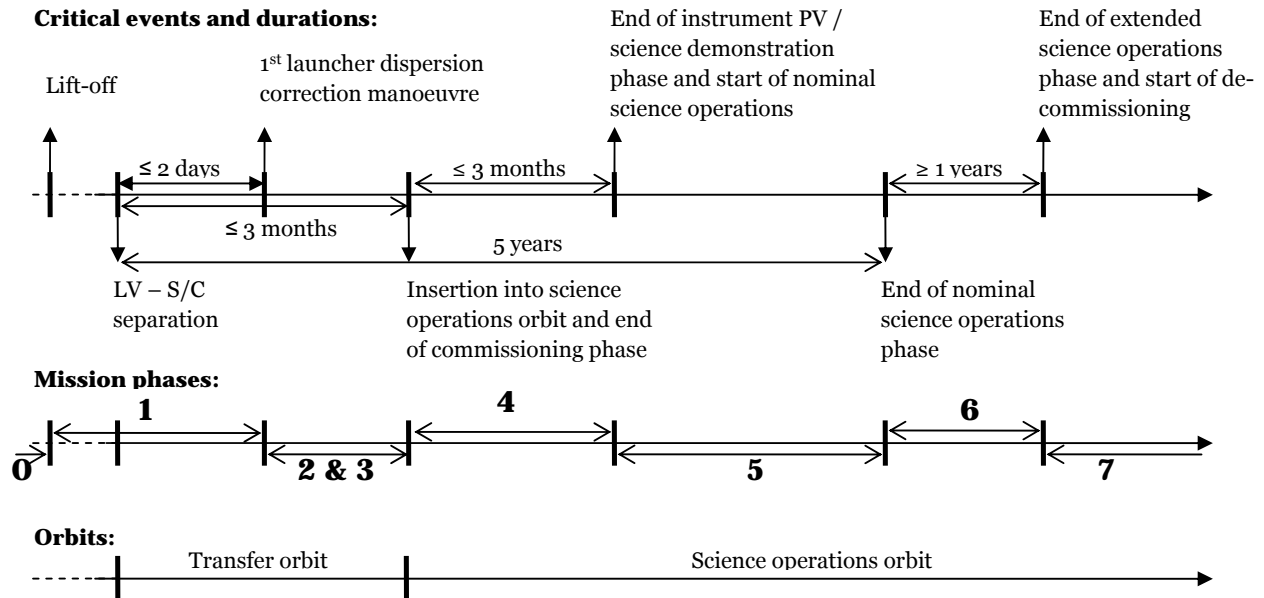 Critical events and durations:
Lift-off
1st launcher dispersion
correction manoeuvre
End of instrument PV /
science demonstration
phase and start of nominal
science operations
End of extended
science operations
phase and start of de-
commissioning
≤ 2 days
≤ 3 months
≥ 1 years
≤ 3 months
5 years
LV – S/C
separation
Insertion into science
operations orbit and end
of commissioning phase
End of nominal
science operations
phase
Mission phases:
1
4
6
0
2 & 3
5
7
Orbits:
Transfer orbit
Science operations orbit